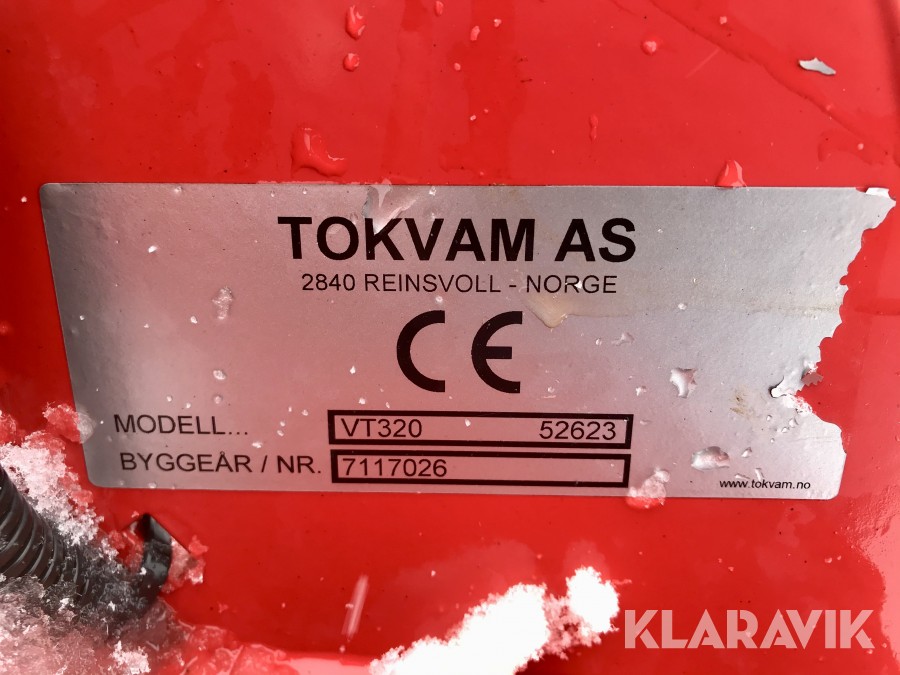 TOKVAM AS
2840 REINSVOLL - NORGE
CE
MODELL... VT320 52623
BYGGEÅR / NR. 7117026
www.tokvam.no
KLARAVIK